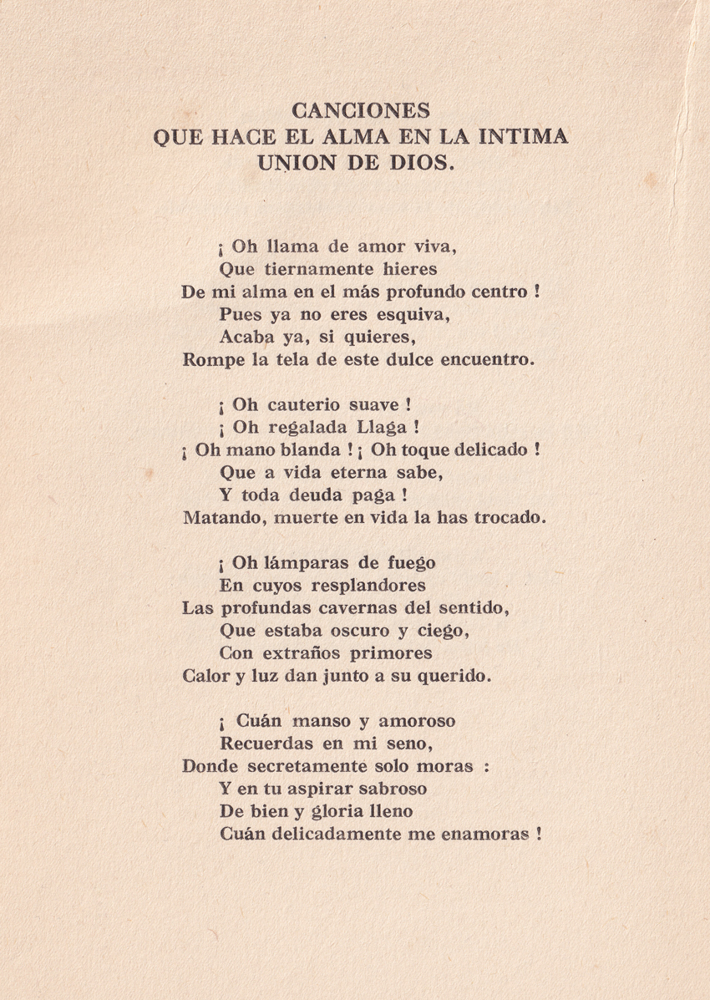 CANCIONES
QUE HACE EL ALMA EN LA INTIMA
UNION DE DIOS.
¡ Oh llama de amor viva,
Que tiernamente hieres
De mi alma en el más profundo centro !
Pues ya no eres esquiva,
Acaba ya, si quieres,
Rompe la tela de este dulce encuentro.
¡ Oh cauterio suave !
¡ Oh regalada Llaga !
¡ Oh mano blanda ! ¡ Oh toque delicado !
Que a vida eterna sabe,
Y toda deuda paga !
Matando, muerte en vida la has trocado.
¡ Oh lámparas de fuego
En cuyos resplandores
Las profundas cavernas del sentido,
Que estaba oscuro y ciego,
Con extraños primores
Calor y luz dan junto a su querido.
¡ Cuán manso y amoroso
Recuerdas en mi seno,
Donde secretamente solo moras :
Y en tu aspirar sabroso
De bien y gloria lleno
Cuán delicadamente me enamoras !